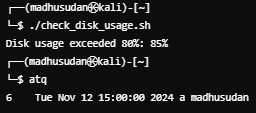 ┌──(madhusudan㉿kali)-[~]
└─$ ./check_disk_usage.sh
Disk usage exceeded 80%: 85%
┌──(madhusudan㉿kali)-[~]
└─$ atq
6    Tue Nov 12 15:00:00 2024 a madhusudan